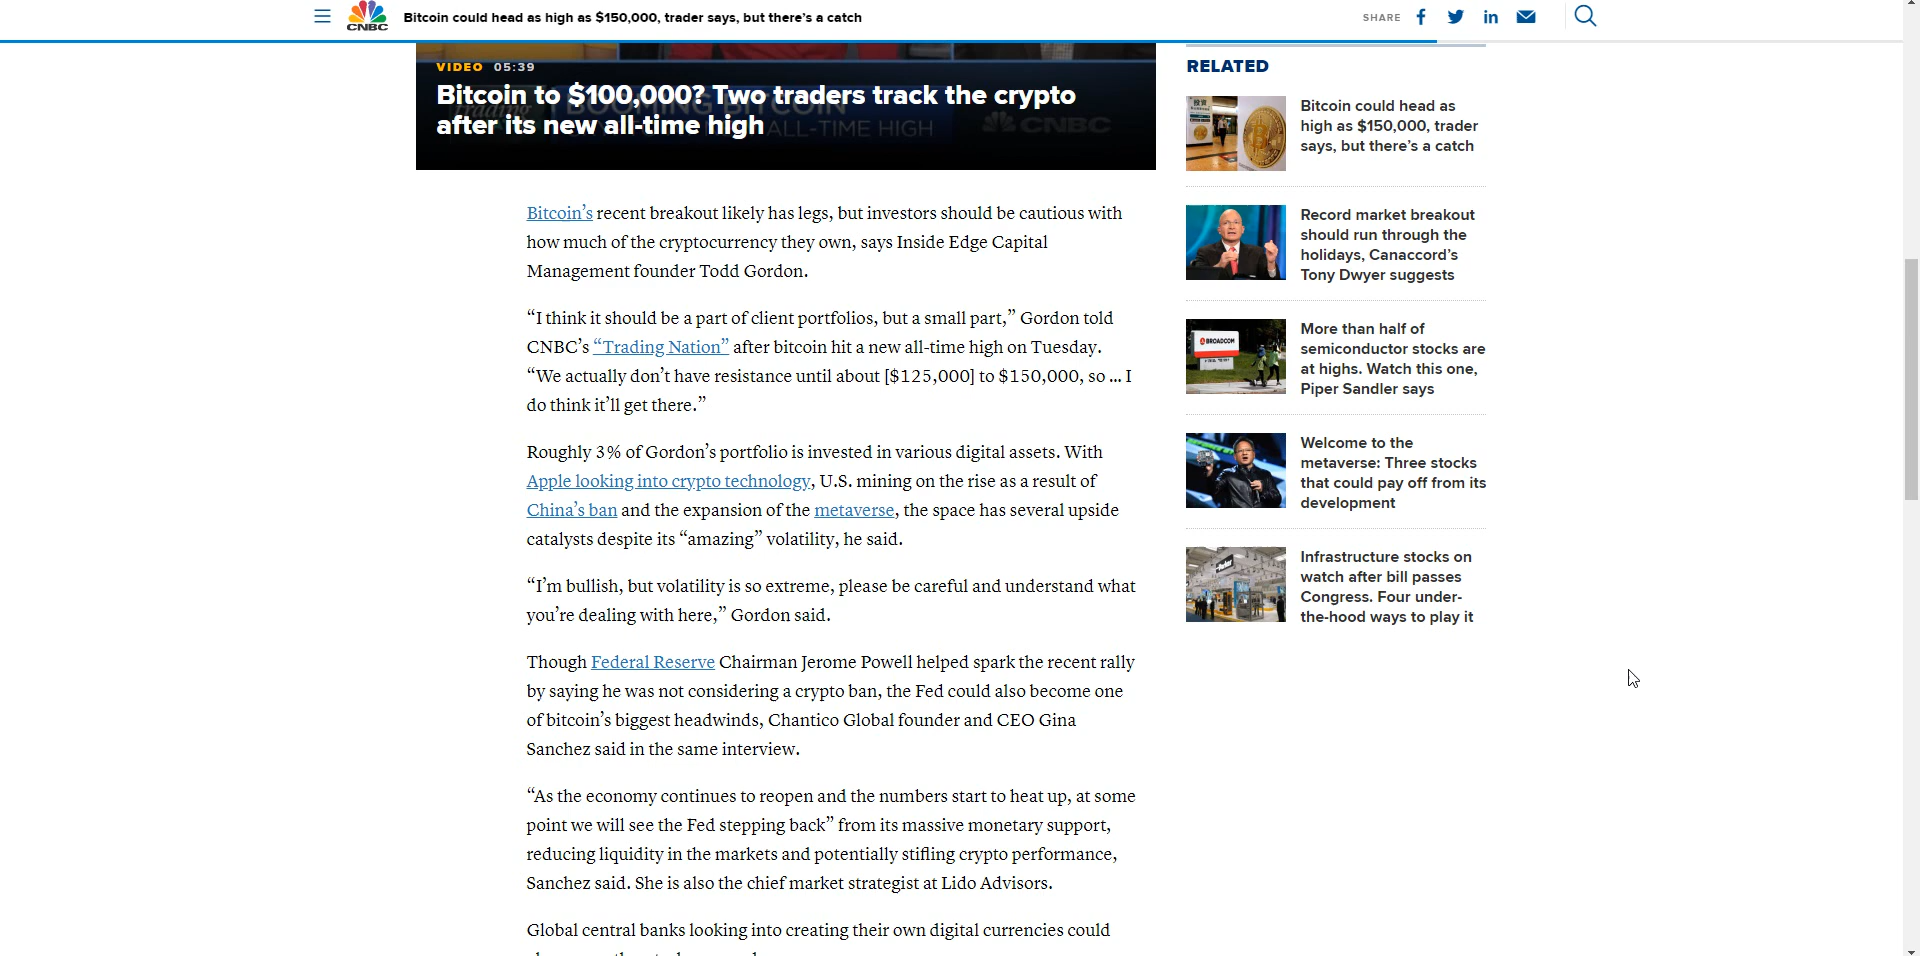 CNBC
Bitcoin could head as high as $150,000, trader says, but there’s a catch
SHARE
VIDEO 05:39
Bitcoin to $100,000? Two traders track the crypto
after its new all-time high
BOOMING BITCOIN
ALL-TIME HIGH
CNBC
Bitcoin’s recent breakout likely has legs, but investors should be cautious with
how much of the cryptocurrency they own, says Inside Edge Capital
Management founder Todd Gordon.
“I think it should be a part of client portfolios, but a small part,” Gordon told
CNBC’s “Trading Nation” after bitcoin hit a new all-time high on Tuesday.
“We actually don’t have resistance until about [$125,000] to $150,000, so ... I
do think it’ll get there.”
Roughly 3% of Gordon’s portfolio is invested in various digital assets. With
Apple looking into crypto technology, U.S. mining on the rise as a result of
China’s ban and the expansion of the metaverse, the space has several upside
catalysts despite its “amazing” volatility, he said.
“I’m bullish, but volatility is so extreme, please be careful and understand what
you’re dealing with here,” Gordon said.
Though Federal Reserve Chairman Jerome Powell helped spark the recent rally
by saying he was not considering a crypto ban, the Fed could also become one
of bitcoin’s biggest headwinds, Chantico Global founder and CEO Gina
Sanchez said in the same interview.
“As the economy continues to reopen and the numbers start to heat up, at some
point we will see the Fed stepping back” from its massive monetary support,
reducing liquidity in the markets and potentially stifling crypto performance,
Sanchez said. She is also the chief market strategist at Lido Advisors.
Global central banks looking into creating their own digital currencies could
RELATED
Bitcoin could head as
high as $150,000, trader
says, but there’s a catch
Record market breakout
should run through the
holidays, Canaccord’s
Tony Dwyer suggests
BROADCOM
More than half of
semiconductor stocks are
at highs. Watch this one,
Piper Sandler says
Welcome to the
metaverse: Three stocks
that could pay off from its
development
Parker
Infrastructure stocks on
watch after bill passes
Congress. Four under-
the-hood ways to play it